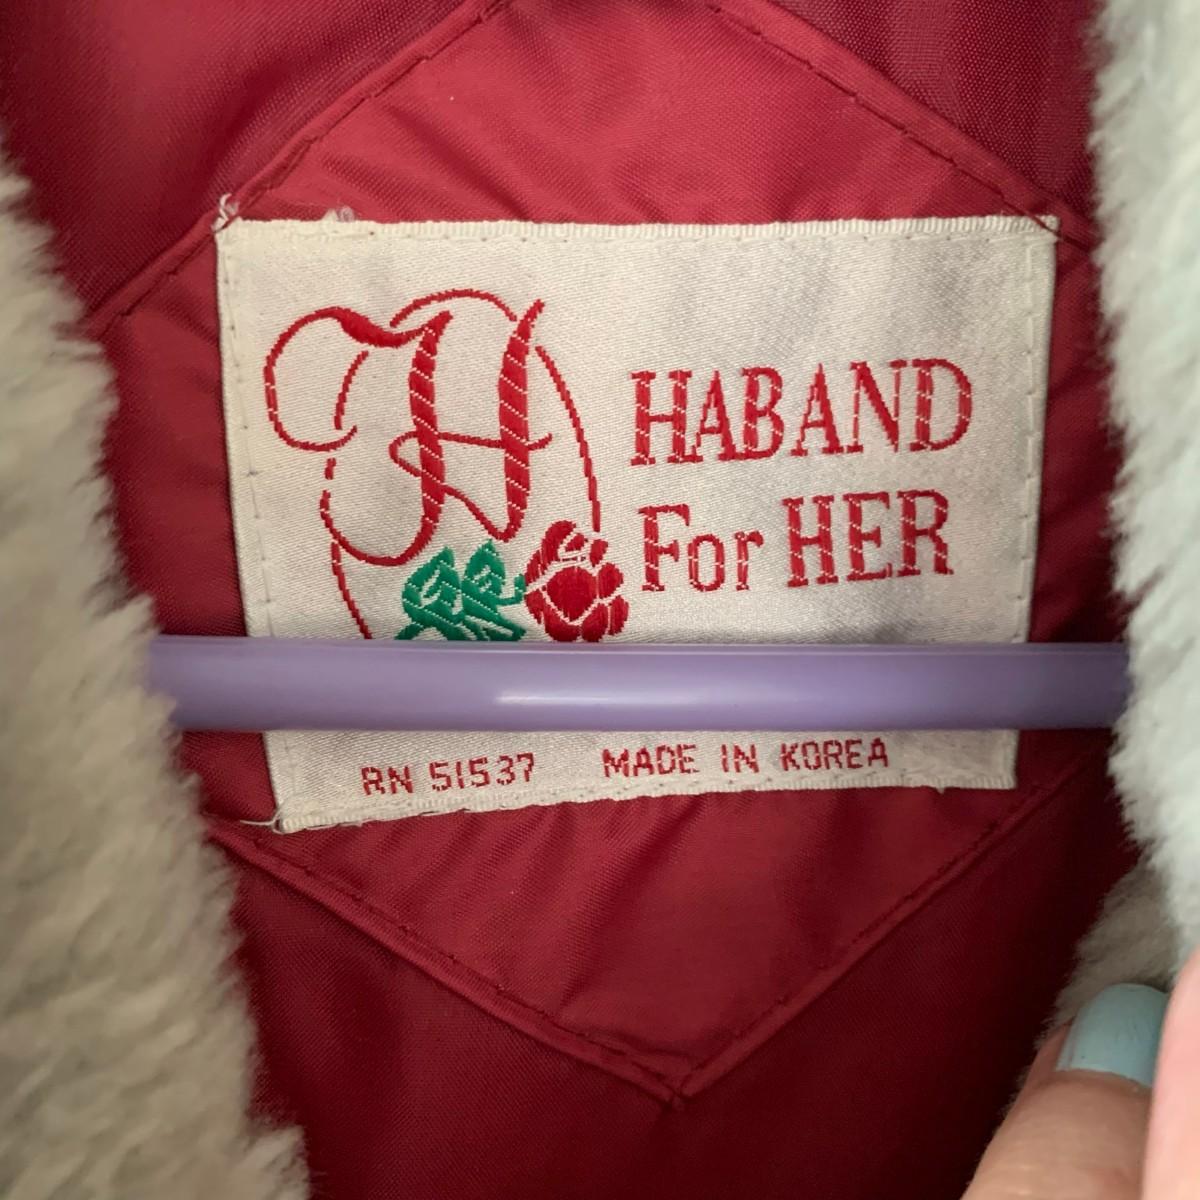 H
HABAND
For HER
RN 51537 MADE IN KOREA